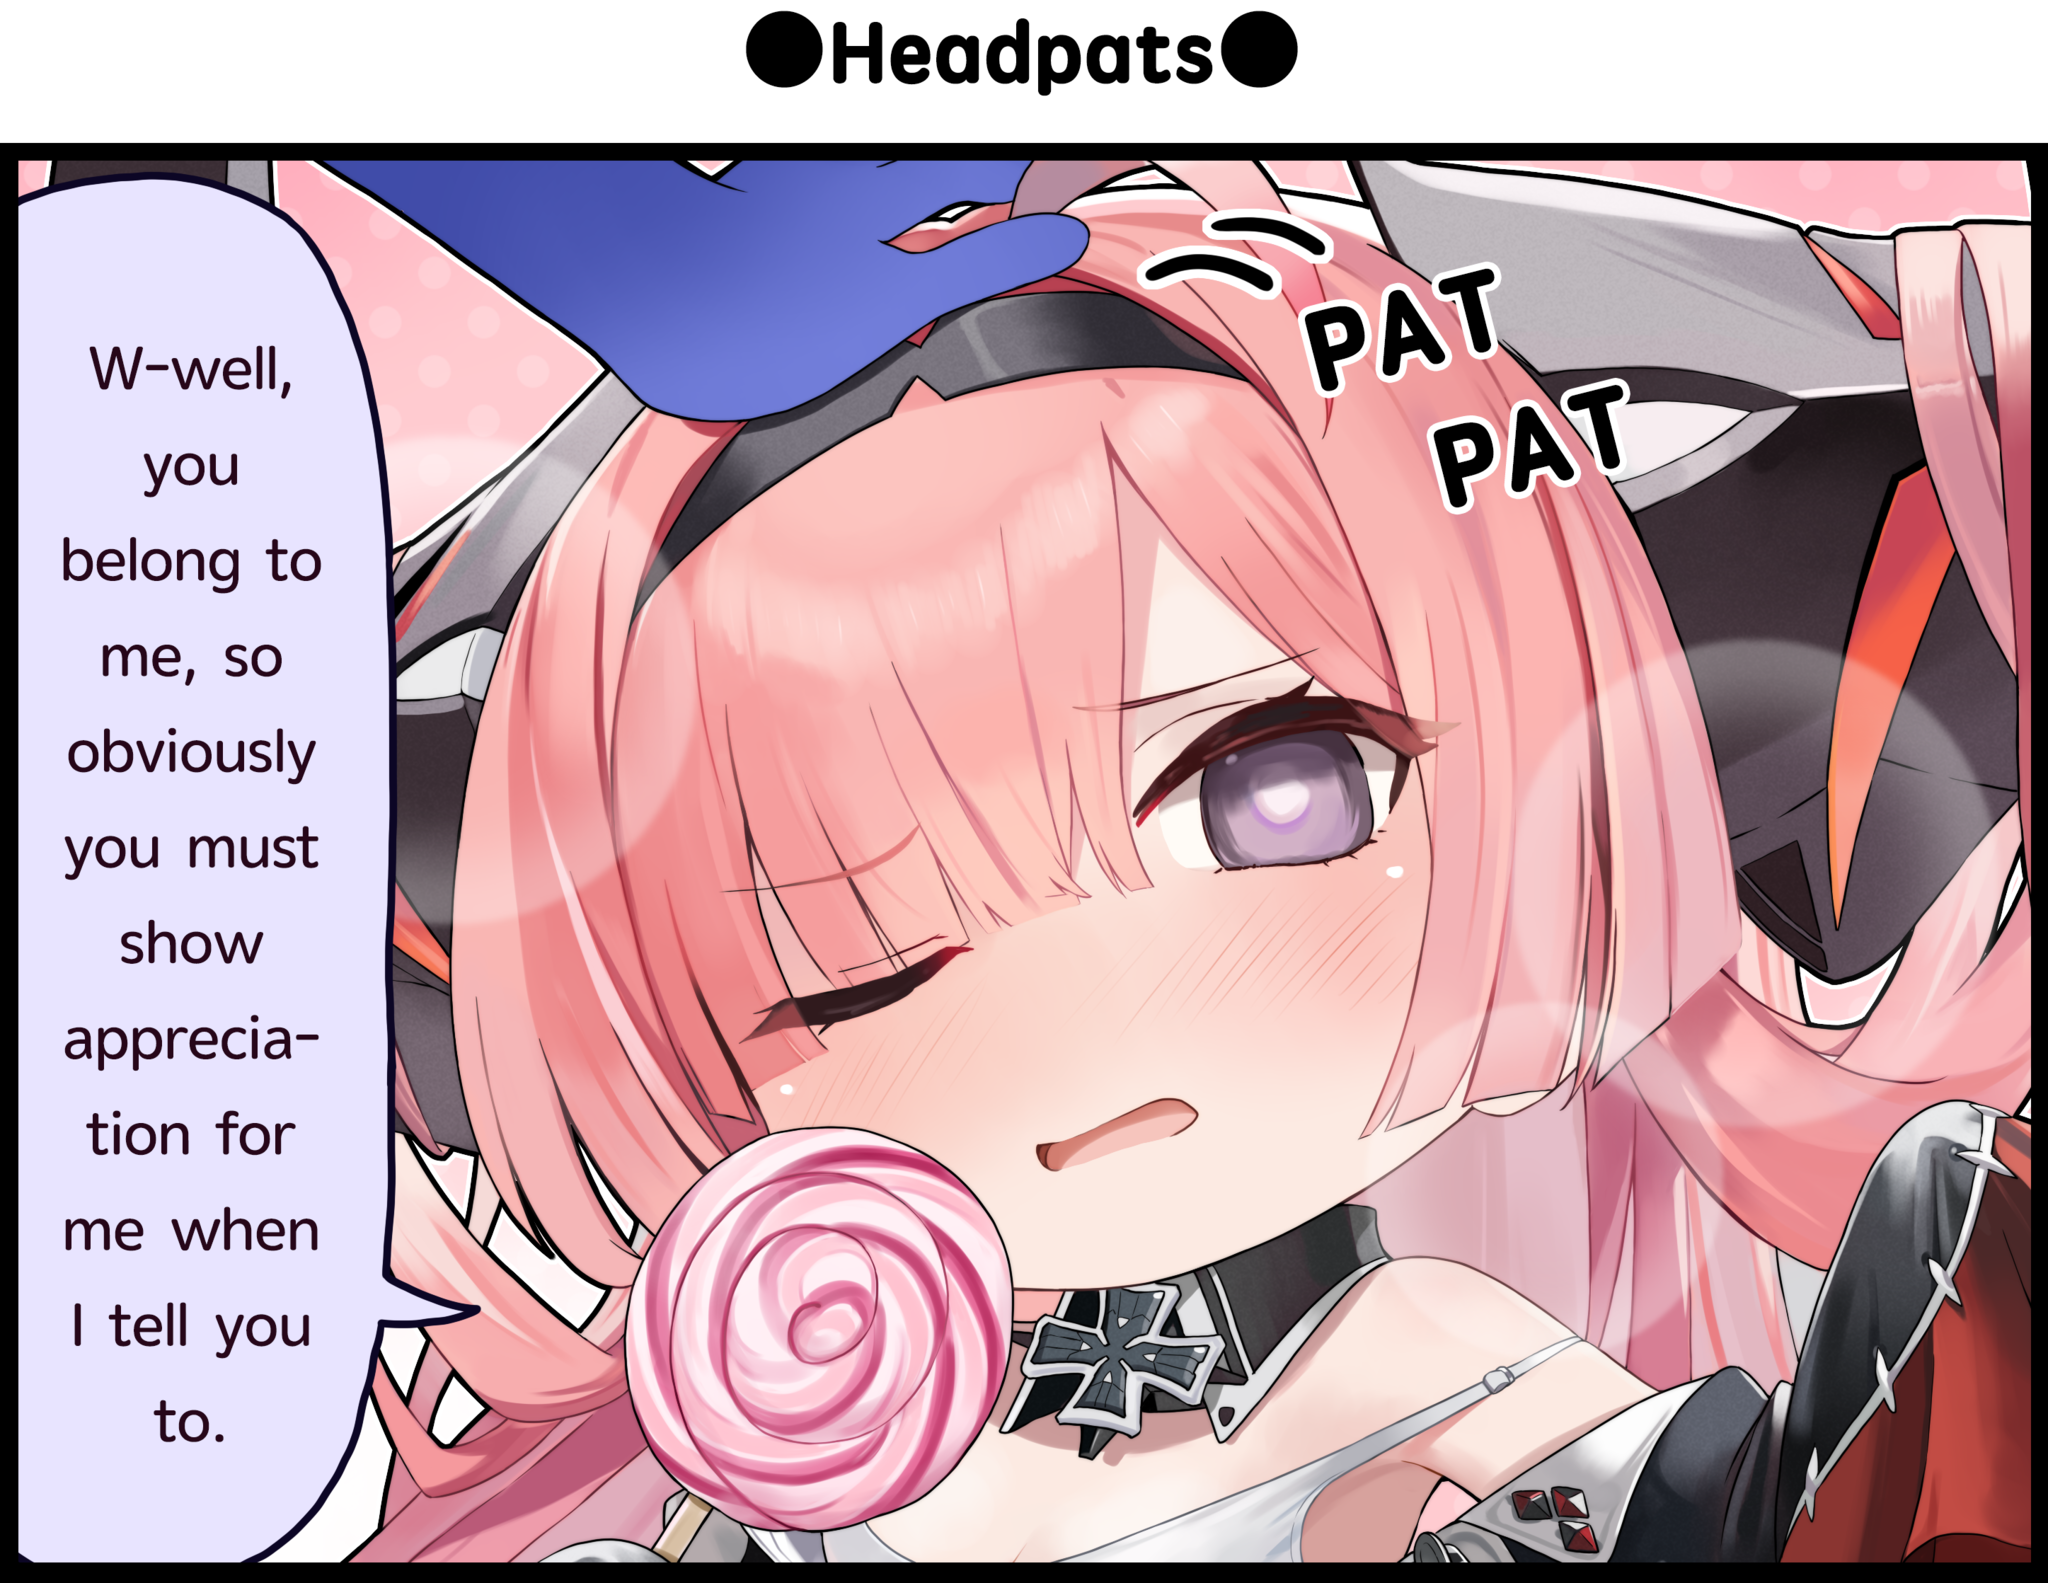 ●Headpats●
W-well,
you
belong to
me, so
obviously
you must
show
apprecia-
tion for
me when
I tell you
to.
PAT
PAT